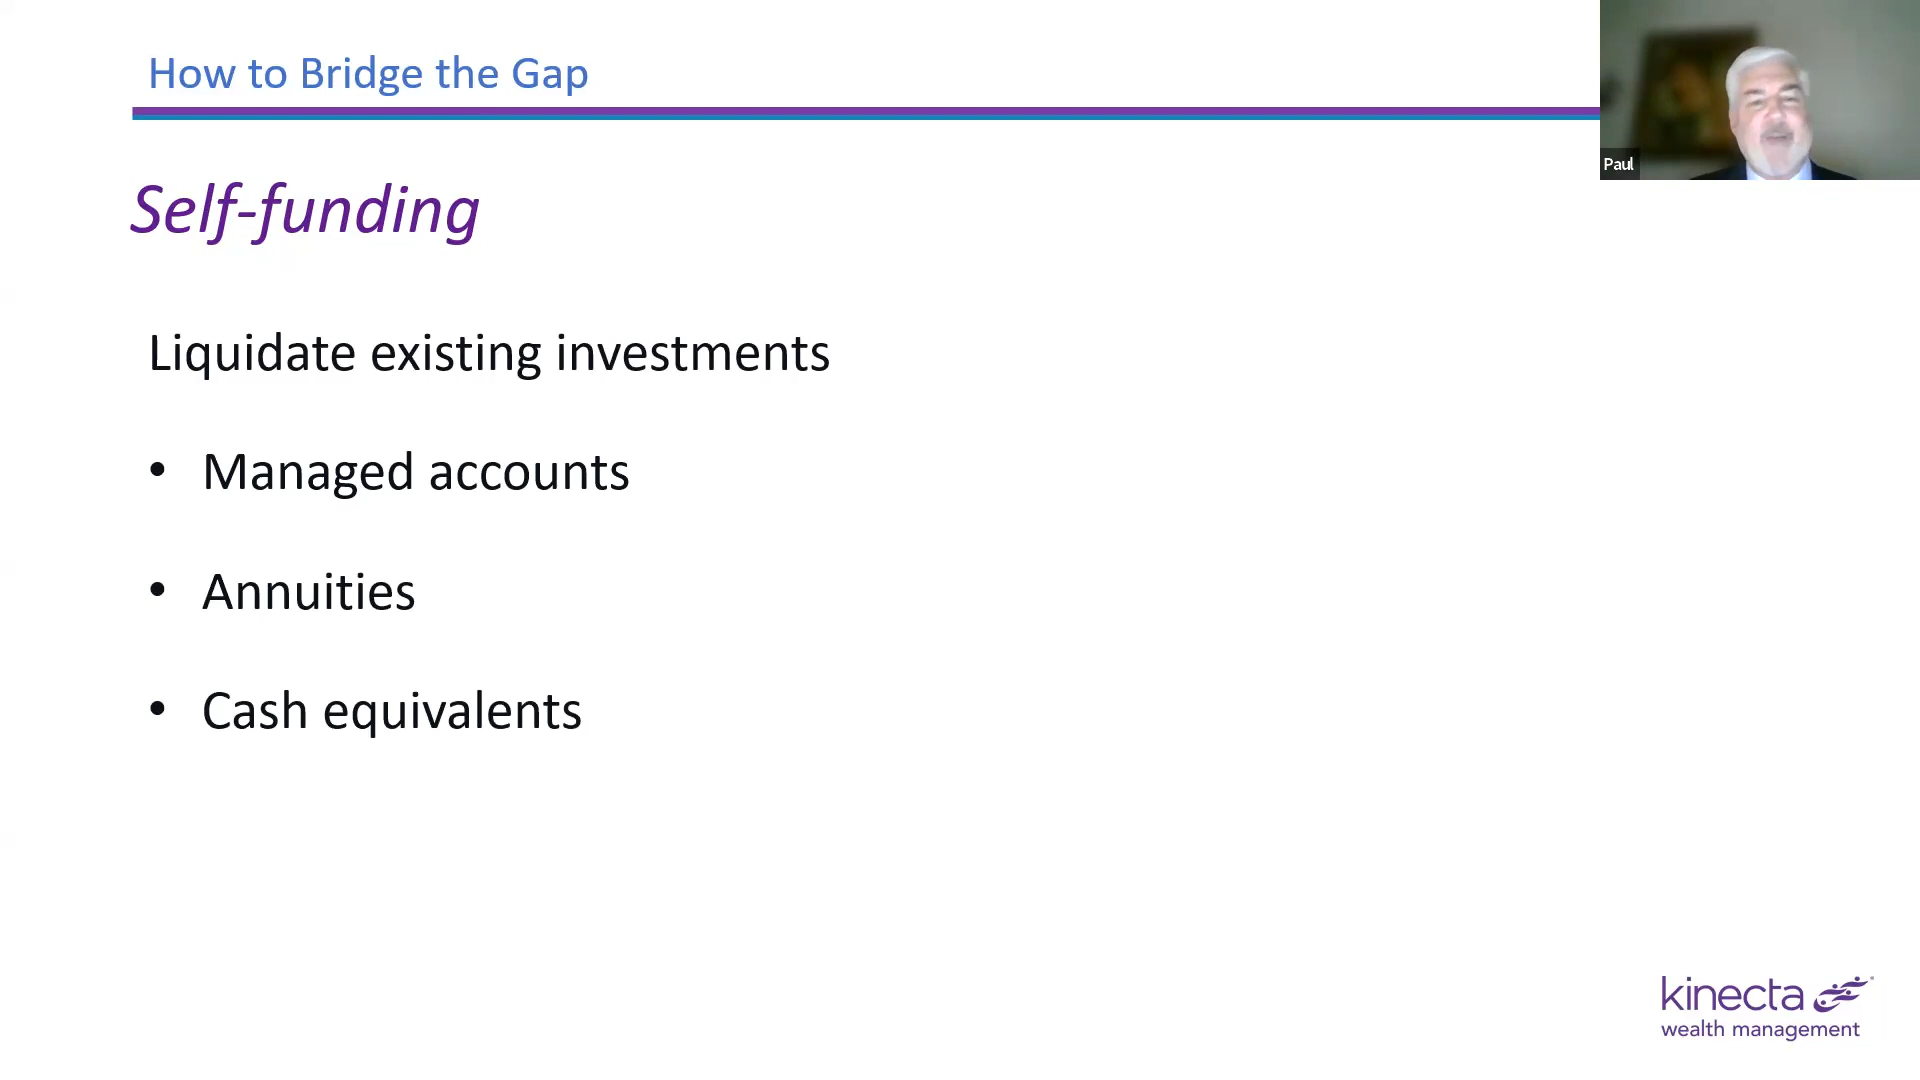 How to Bridge the Gap
Paul
Self-funding
Liquidate existing investments
• Managed accounts
• Annuities
• Cash equivalents
kinecta
wealth management